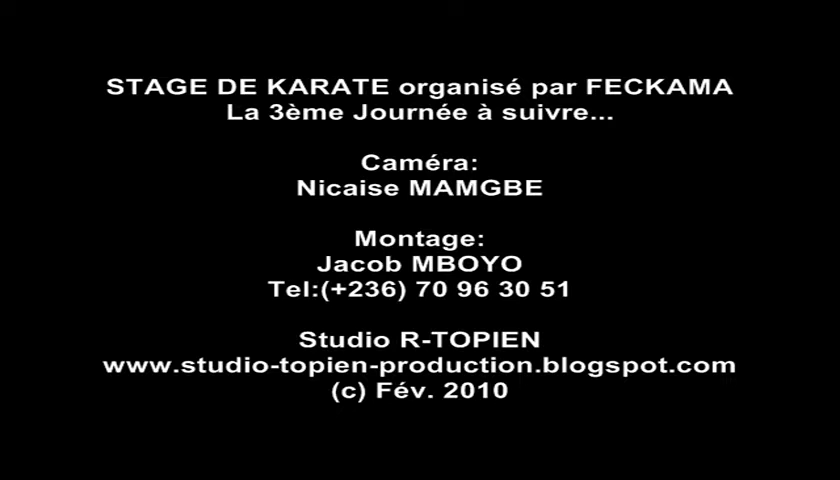 STAGE DE KARATE organisé par FECKAMA
La 3ème Journée à suivre...
Caméra:
Nicaise MAMGBE
Montage:
Jacob MBOYO
Tel:(+236) 70 96 30 51
Studio R-TOPIEN
www.studio-topien-production.blogspot.com
(c) Fév. 2010